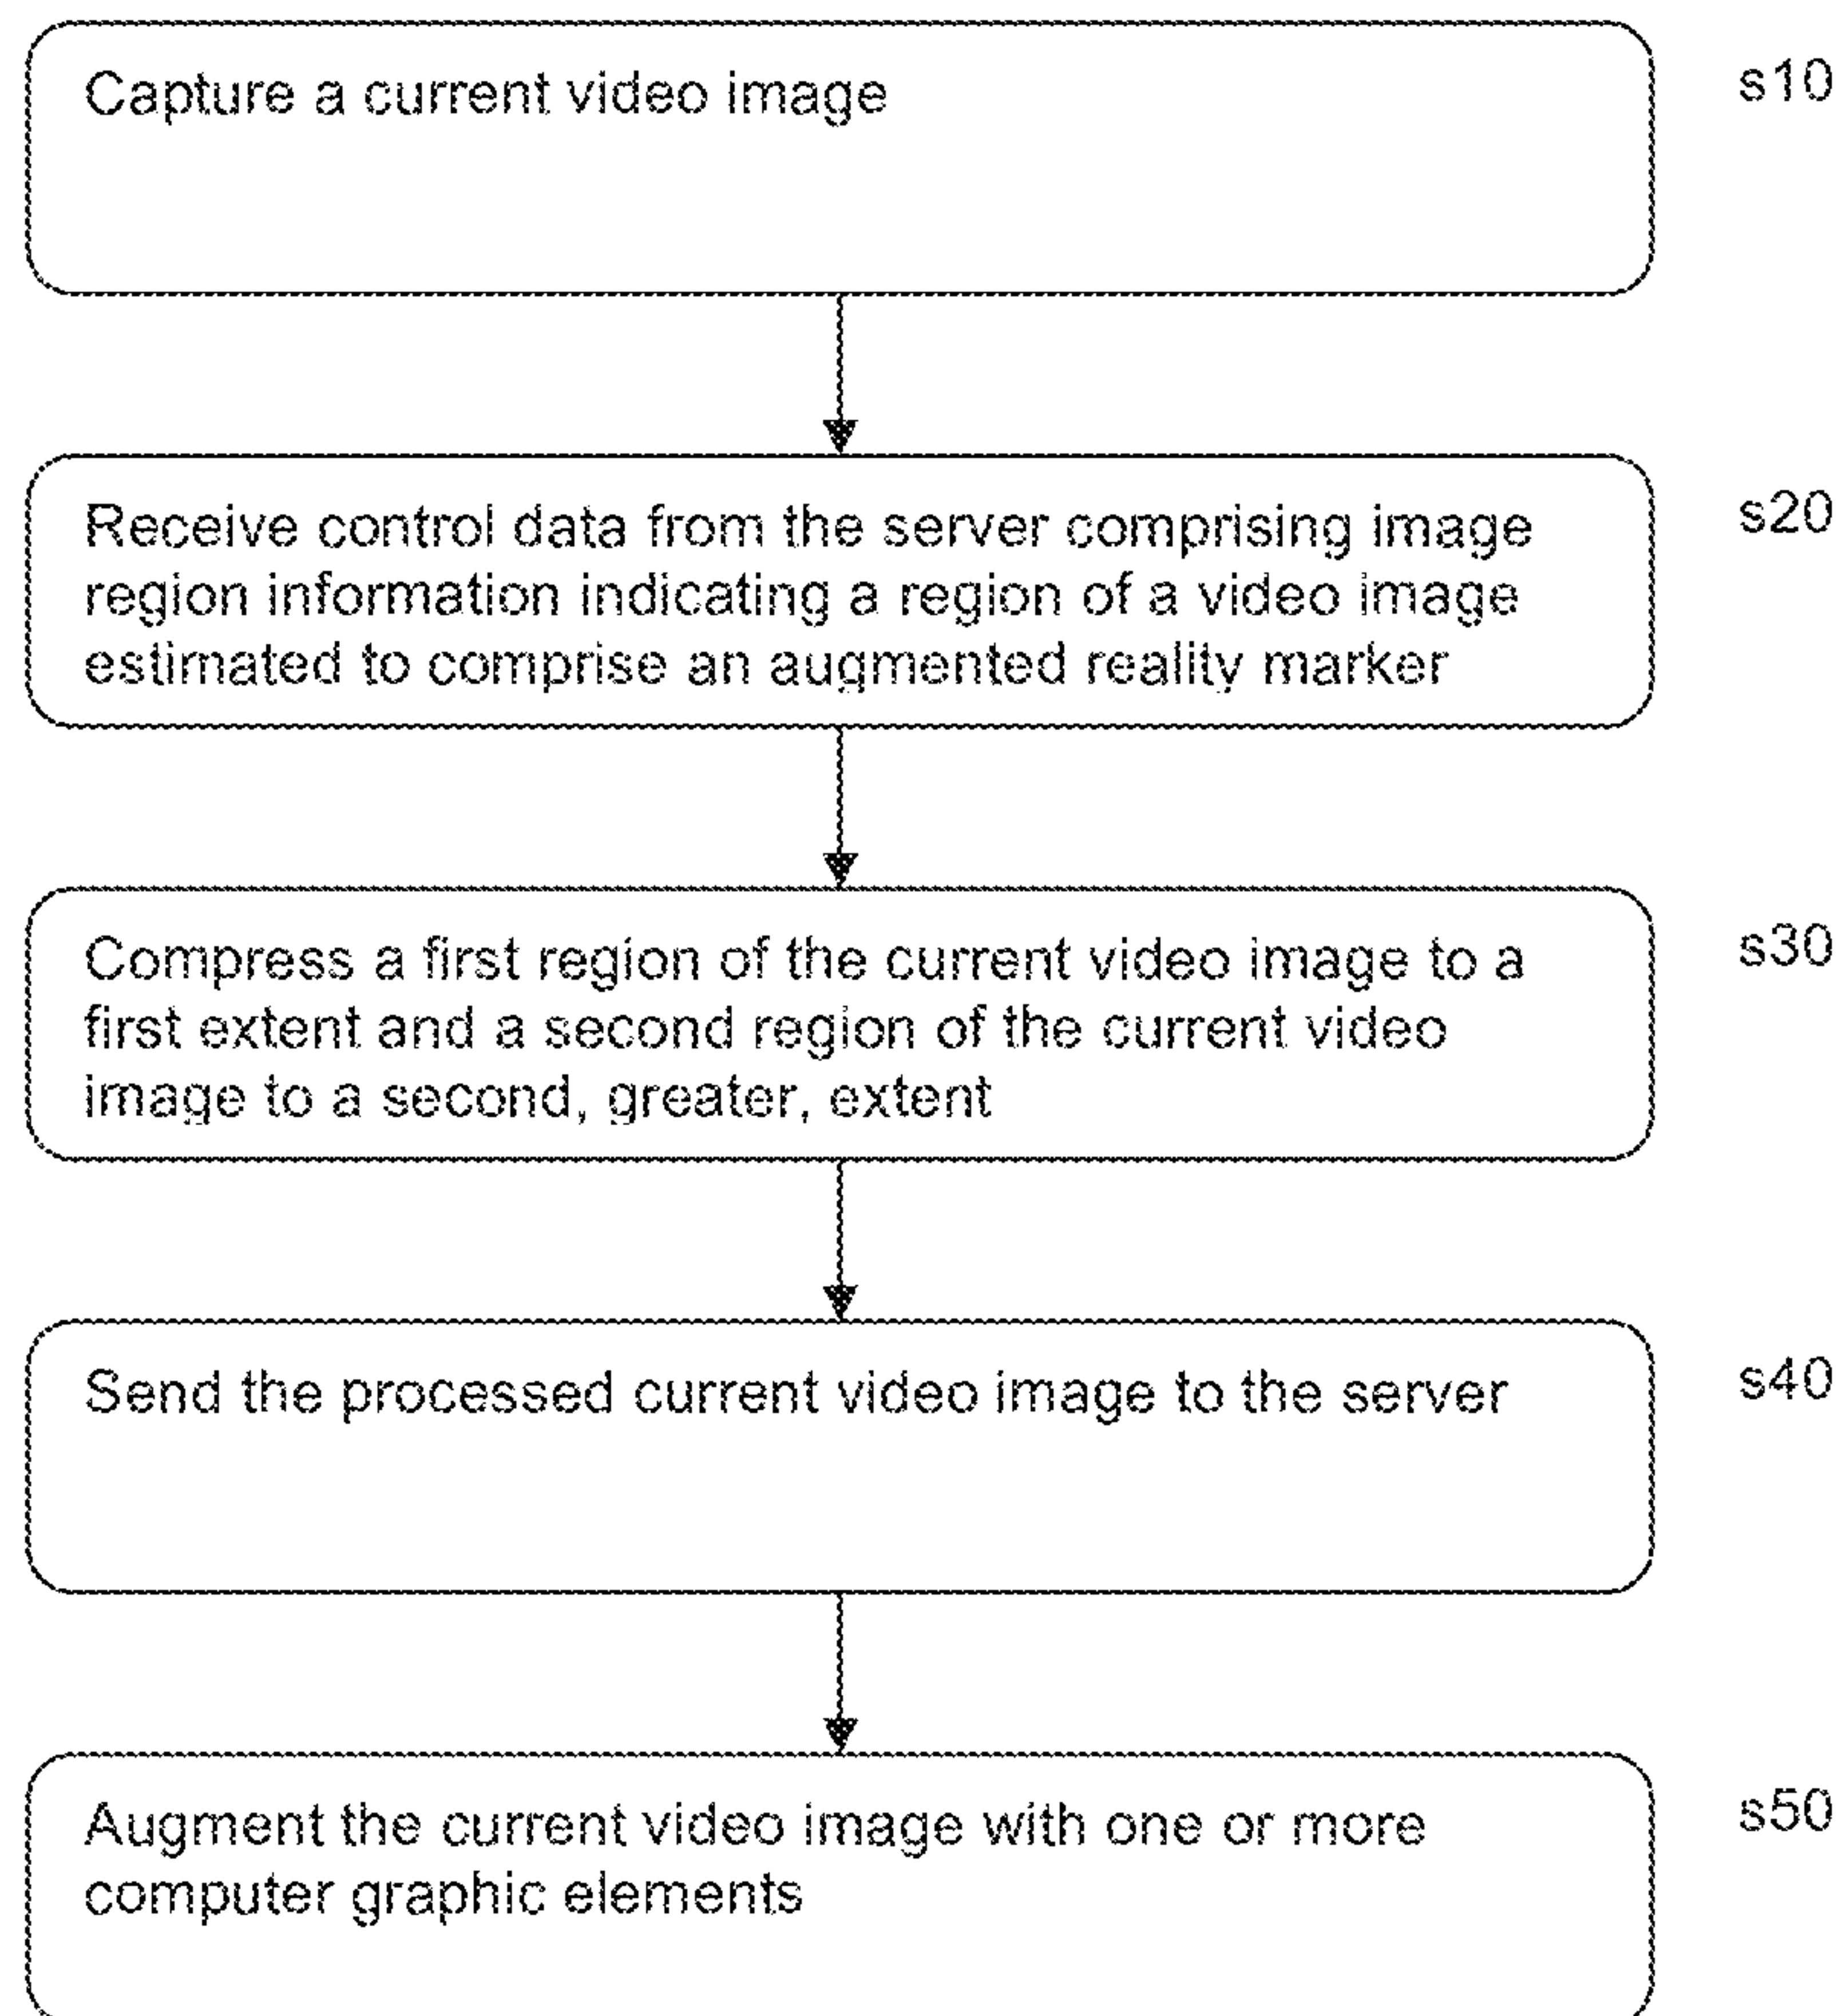 Capture a current video image
s10
Receive control data from the server comprising image
region information indicating a region of a video image
estimated to comprise an augmented reality marker
s20
Compress a first region of the current video image to a
first extent and a second region of the current video
image to a second, greater, extent
s30
Send the processed current video image to the server
s40
Augment the current video image with one or more
computer graphic elements
s50